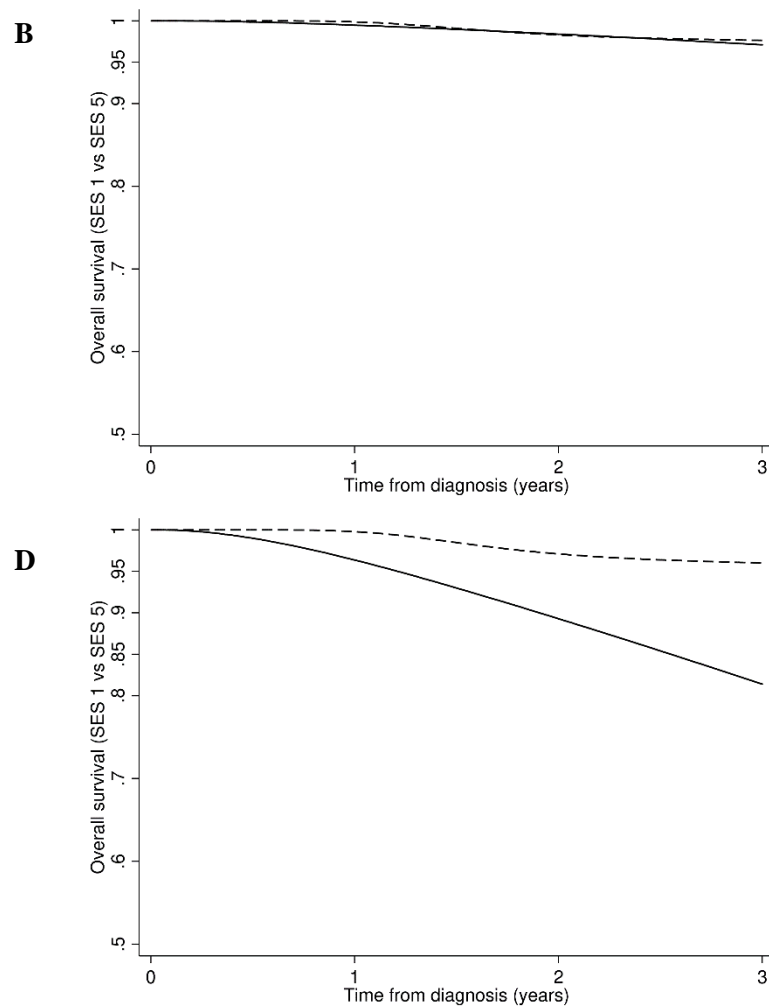 B
Overall survival (SES 1 vs SES 5)
1
.95
.9
.8
.7
.6
.5
0 1 2 3
Time from diagnosis (years)
D
Overall survival (SES 1 vs SES 5)
1
.95
.9
.85
.8
.7
.6
.5
0 1 2 3
Time from diagnosis (years)